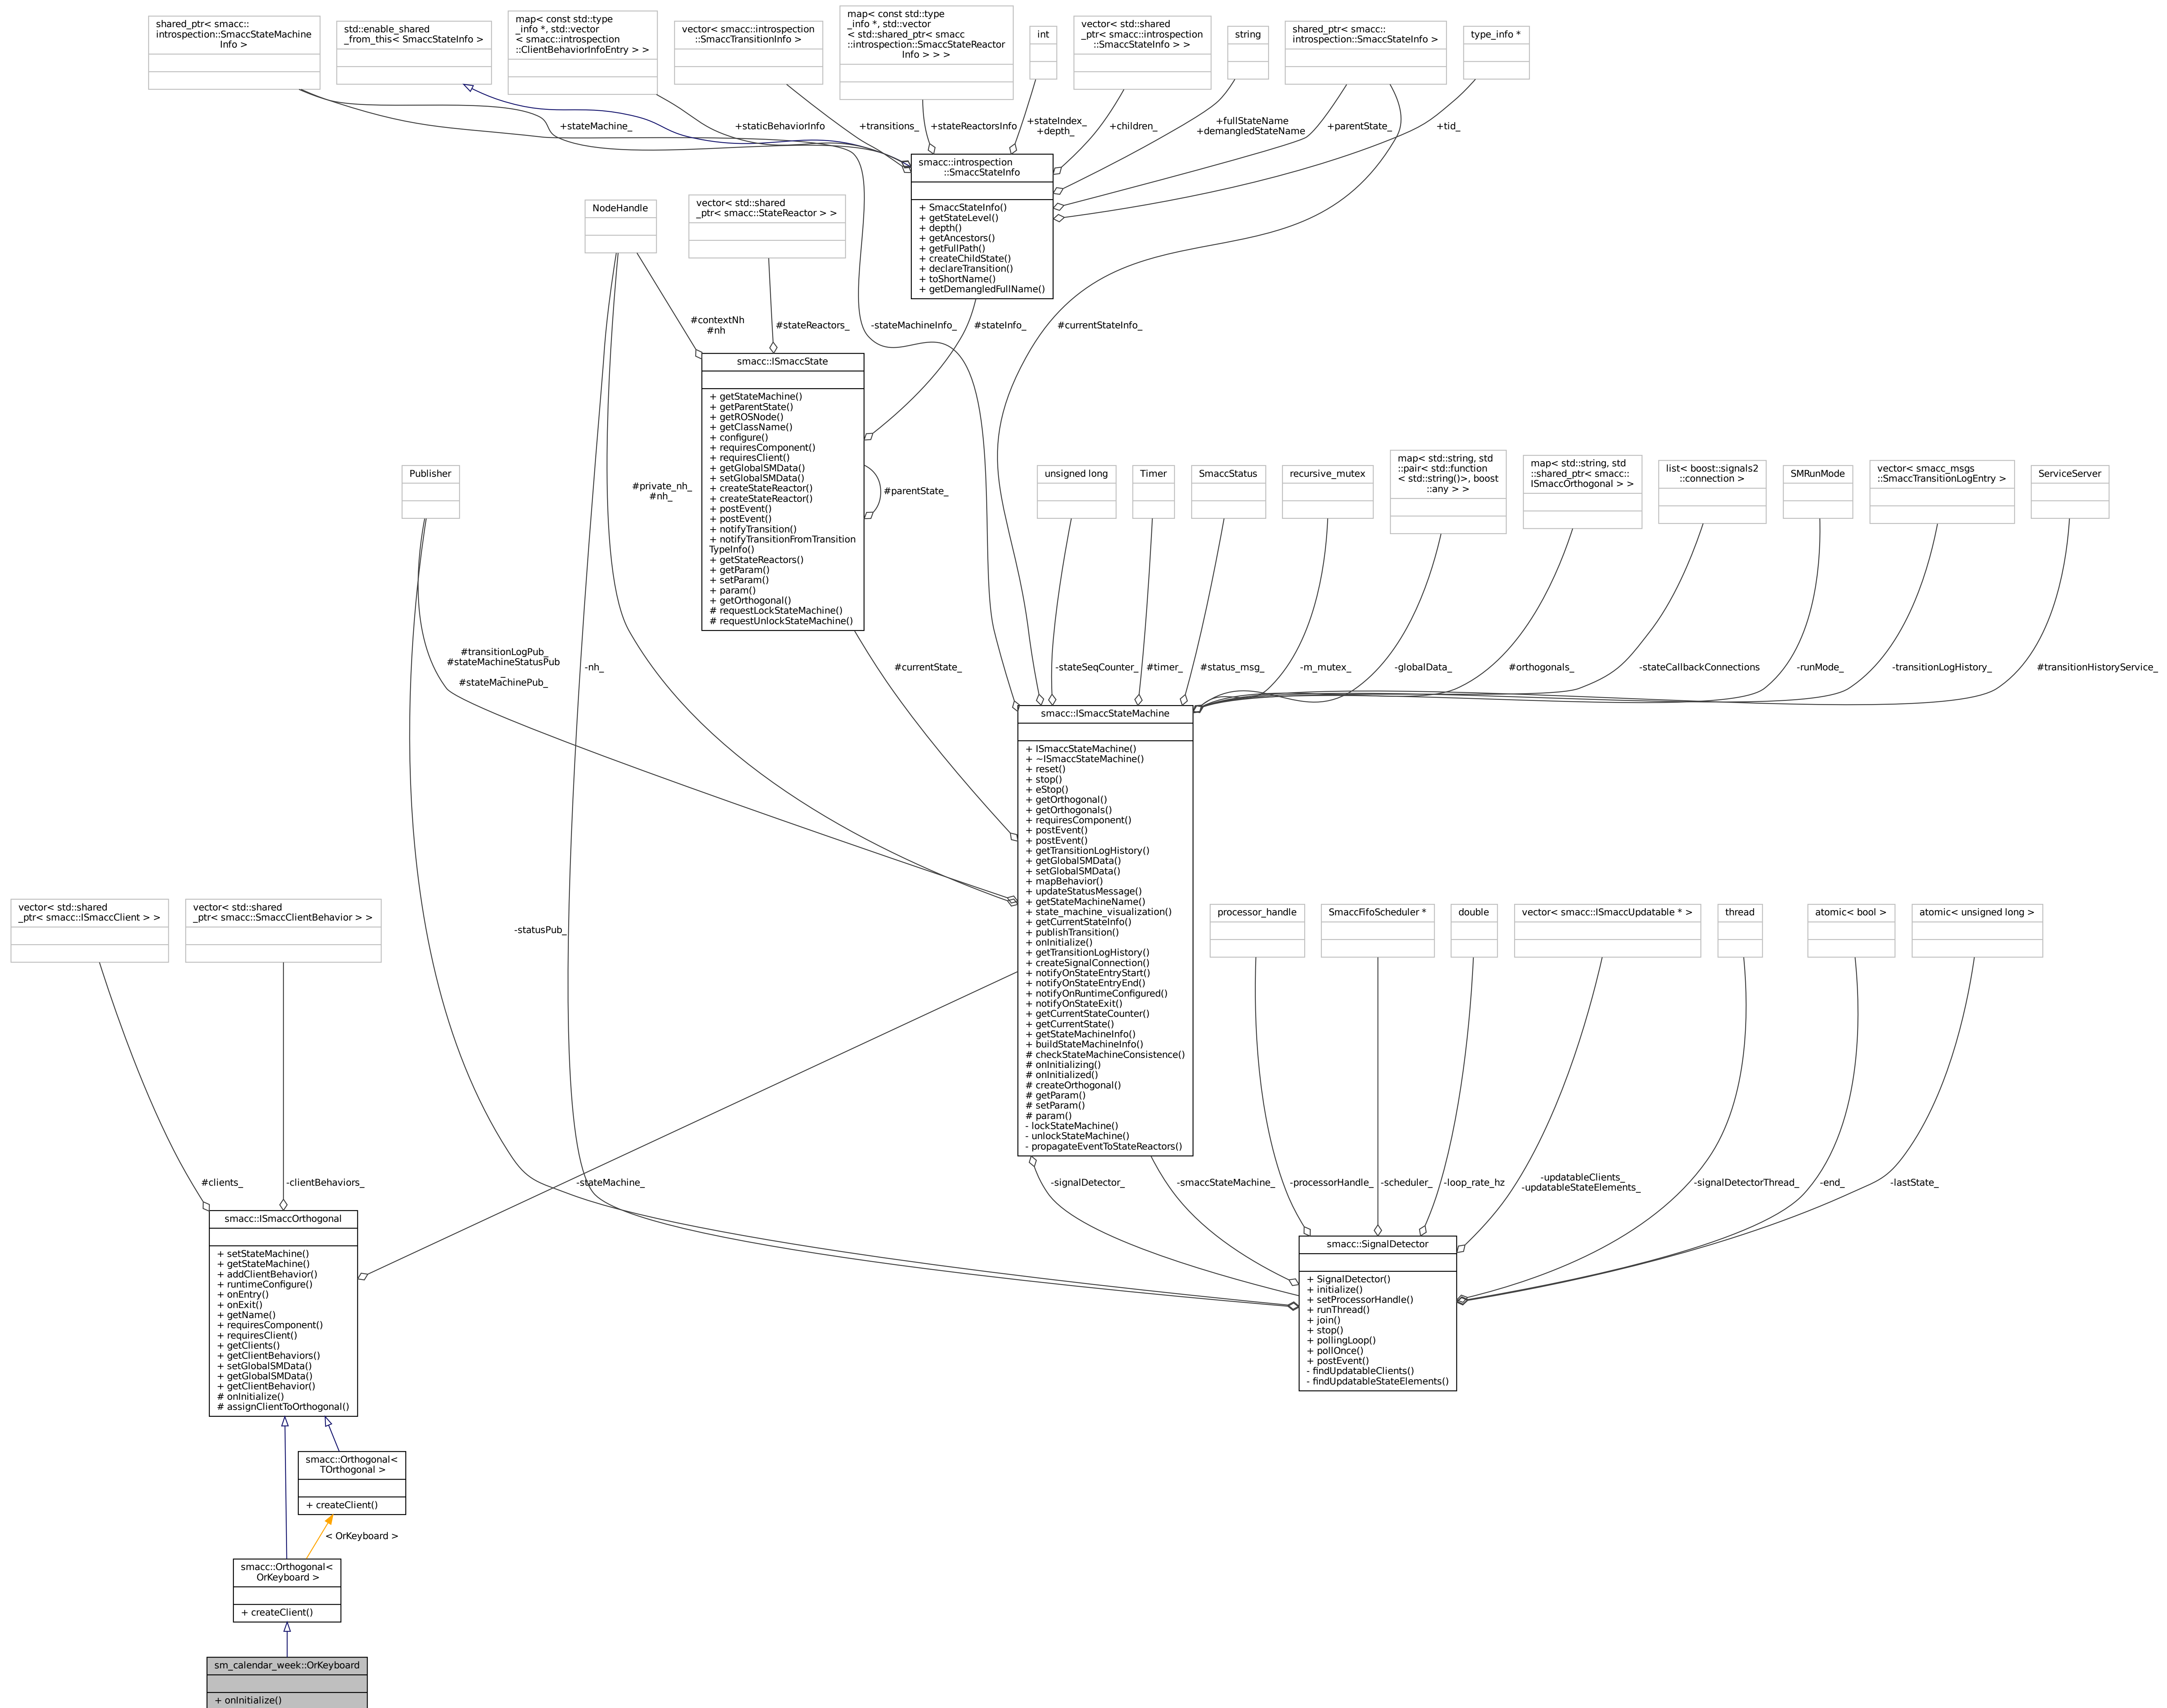 shared_ptr< smacc::
introspection::SmaccStateMachine
Info >
std::enable_shared
_from_this< SmaccStateInfo >
map< const std::type
_info *, std::vector
< smacc::introspection
::ClientBehaviorInfoEntry > >
vector< smacc::introspection
::SmaccTransitionInfo >
map< const std::type
_info *, std::vector
< std::shared_ptr< smacc
::introspection::SmaccStateReactor
Info > > >
int
vector< std::shared
_ptr< smacc::introspection
::SmaccStateInfo > >
string
shared_ptr< smacc::
introspection::SmaccStateInfo >
type_info *
+stateMachine_
+staticBehaviorInfo
+transitions_
+stateReactorsInfo
+stateIndex_
+depth_
+children_
+fullStateName
+demangledStateName
+parentState_
+tid_
smacc::introspection
::SmaccStateInfo
+ SmaccStateInfo()
+ getStateLevel()
+ depth()
+ getAncestors()
+ getFullPath()
+ createChildState()
+ declareTransition()
+ toShortName()
+ getDemangledFullName()
NodeHandle
vector< std::shared
_ptr< smacc::StateReactor > >
#contextNh
#nh
#stateReactors_
-stateMachineInfo_
#stateInfo_
#currentStateInfo_
smacc::ISmaccState
+ getStateMachine()
+ getParentState()
+ getROSNode()
+ getClassName()
+ configure()
+ requiresComponent()
+ requiresClient()
+ getGlobalSMData()
+ setGlobalSMData()
+ createStateReactor()
+ createStateReactor()
+ postEvent()
+ postEvent()
+ notifyTransition()
+ notifyTransitionFromTransition
TypeInfo()
+ getStateReactors()
+ getParam()
+ setParam()
+ param()
+ getOrthogonal()
# requestLockStateMachine()
# requestUnlockStateMachine()
#parentState_
Publisher
#private_nh_
#nh_
unsigned long
Timer
SmaccStatus
recursive_mutex
map< std::string, std
::pair< std::function
< std::string()>, boost
::any > >
map< std::string, std
::shared_ptr< smacc::
ISmaccOrthogonal > >
list< boost::signals2
::connection >
SMRunMode
vector< smacc_msgs
::SmaccTransitionLogEntry >
ServiceServer
#transitionLogPub_
#stateMachineStatusPub
_
#stateMachinePub_
-nh_
#currentState_
-stateSeqCounter_
#timer_
#status_msg_
-m_mutex_
-globalData_
#orthogonals_
-stateCallbackConnections
-runMode_
-transitionLogHistory_
#transitionHistoryService_
smacc::ISmaccStateMachine
+ ISmaccStateMachine()
+ ~ISmaccStateMachine()
+ reset()
+ stop()
+ eStop()
+ getOrthogonal()
+ getOrthogonals()
+ requiresComponent()
+ postEvent()
+ postEvent()
+ getTransitionLogHistory()
+ getGlobalSMData()
+ setGlobalSMData()
+ mapBehavior()
+ updateStatusMessage()
+ getStateMachineName()
+ state_machine_visualization()
+ getCurrentStateInfo()
+ publishTransition()
+ onInitialize()
+ getTransitionLogHistory()
+ createSignalConnection()
+ notifyOnStateEntryStart()
+ notifyOnStateEntryEnd()
+ notifyOnRuntimeConfigured()
+ notifyOnStateExit()
+ getCurrentStateCounter()
+ getCurrentState()
+ getStateMachineInfo()
+ buildStateMachineInfo()
# checkStateMachineConsistence()
# onInitializing()
# onInitialized()
# createOrthogonal()
# getParam()
# setParam()
# param()
- lockStateMachine()
- unlockStateMachine()
- propagateEventToStateReactors()
vector< std::shared
_ptr< smacc::ISmaccClient > >
vector< std::shared
_ptr< smacc::SmaccClientBehavior > >
-statusPub_
processor_handle
SmaccFifoScheduler *
double
vector< smacc::ISmaccUpdatable * >
thread
atomic< bool >
atomic< unsigned long >
#clients_
-clientBehaviors_
-stateMachine_
-signalDetector_
-smaccStateMachine_
-processorHandle_
-scheduler_
-loop_rate_hz
-updatableClients_
-updatableStateElements_
-signalDetectorThread_
-end_
-lastState_
smacc::ISmaccOrthogonal
+ setStateMachine()
+ getStateMachine()
+ addClientBehavior()
+ runtimeConfigure()
+ onEntry()
+ onExit()
+ getName()
+ requiresComponent()
+ requiresClient()
+ getClients()
+ getClientBehaviors()
+ setGlobalSMData()
+ getGlobalSMData()
+ getClientBehavior()
# onInitialize()
# assignClientToOrthogonal()
smacc::SignalDetector
+ SignalDetector()
+ initialize()
+ setProcessorHandle()
+ runThread()
+ join()
+ stop()
+ pollingLoop()
+ pollOnce()
+ postEvent()
- findUpdatableClients()
- findUpdatableStateElements()
smacc::Orthogonal<
TOrthogonal >
+ createClient()
< OrKeyboard >
smacc::Orthogonal<
OrKeyboard >
+ createClient()
sm_calendar_week::OrKeyboard
+ onInitialize()